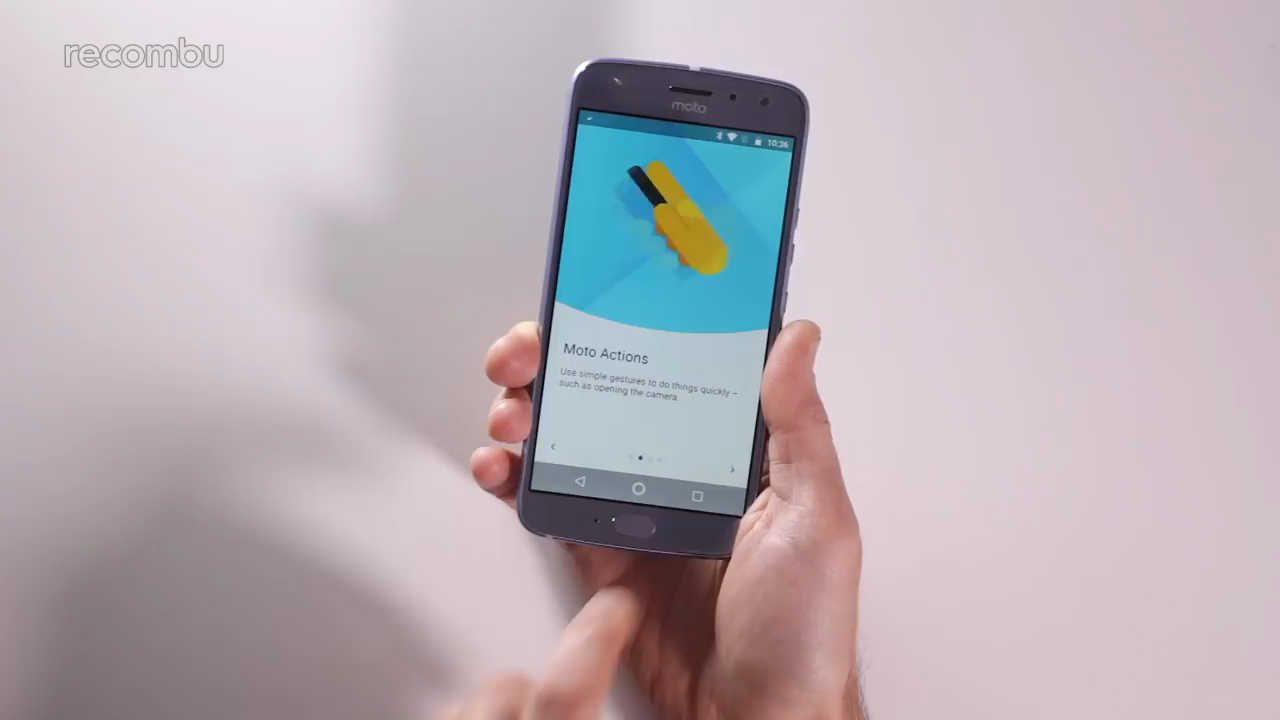 recombu
moto
10:36
Moto Actions
Use simple gestures to do things quickly –
such as opening the camera.